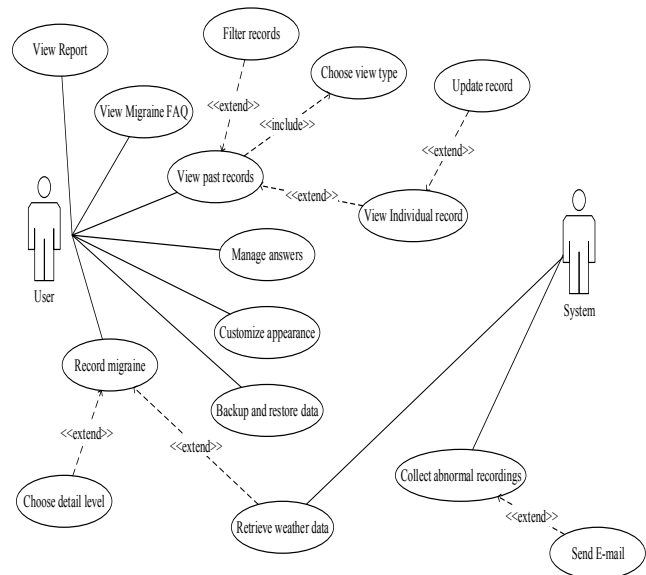 Filter records
View Report
Choose view type
Update record
<<extend>>
View Migraine FAQ
<<include>>
<<extend>>
View past records
<<extend>>
View Individual record
Manage answers
User
System
Customize appearance
Record migraine
Backup and restore data
<<extend>>
<<extend>>
Collect abnormal recordings
Choose detail level
Retrieve weather data
<<extend>>
Send E-mail